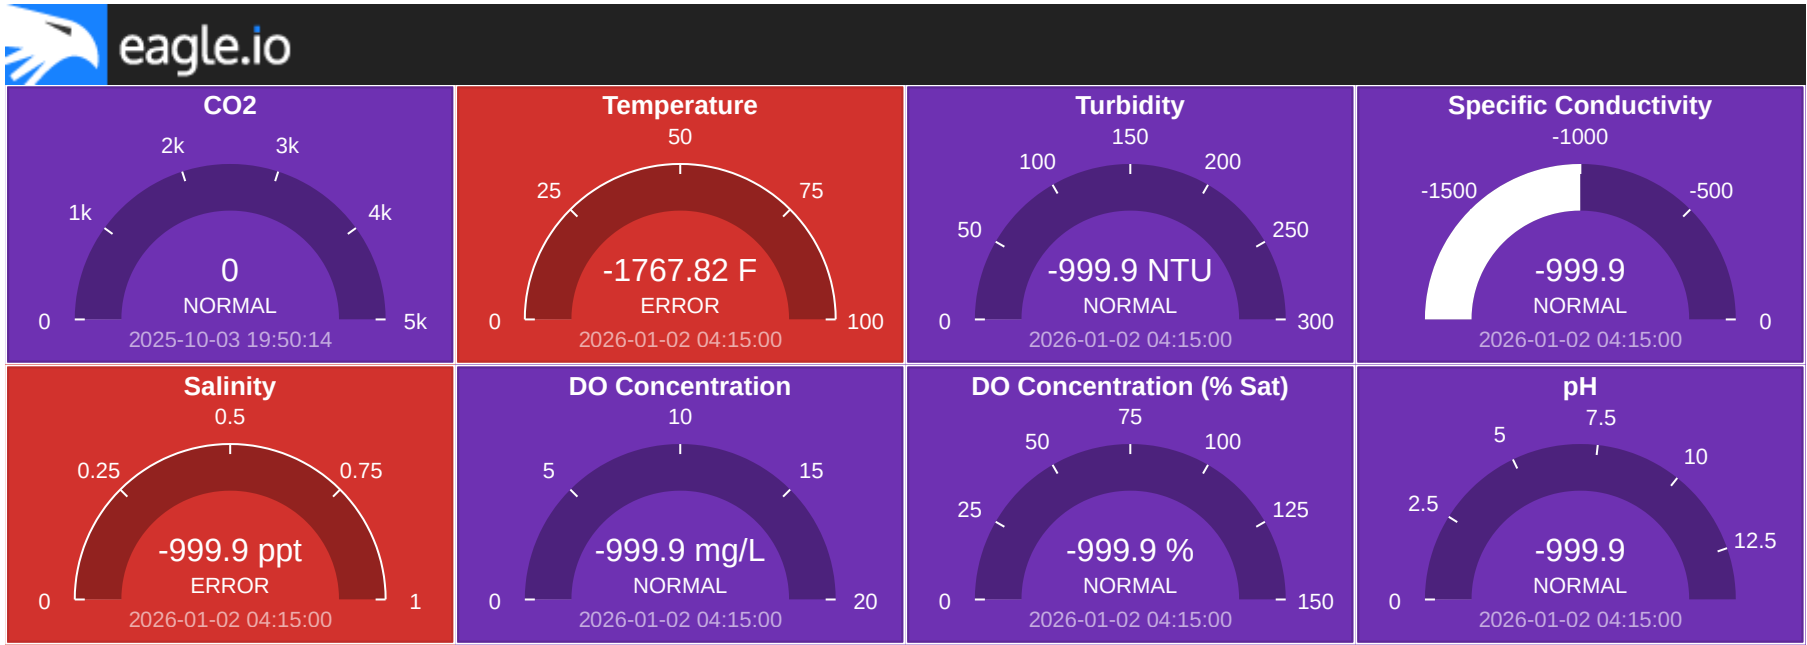 eagle.io
CO2
2k
3k
1k
4k
0
NORMAL
0
5k
2025-10-03 19:50:14
Temperature
50
25
75
-1767.82 F
ERROR
0
100
2026-01-02 04:15:00
Turbidity
150
100
200
50
250
-999.9 NTU
NORMAL
0
300
2026-01-02 04:15:00
Specific Conductivity
-1000
-1500
-500
-999.9
NORMAL
0
2026-01-02 04:15:00
Salinity
0.5
0.25
0.75
-999.9 ppt
ERROR
0
1
2026-01-02 04:15:00
DO Concentration
10
5
15
-999.9 mg/L
NORMAL
0
20
2026-01-02 04:15:00
DO Concentration (% Sat)
75
50
100
25
125
-999.9 %
NORMAL
0
150
2026-01-02 04:15:00
pH
7.5
5
10
2.5
12.5
-999.9
NORMAL
0
2026-01-02 04:15:00